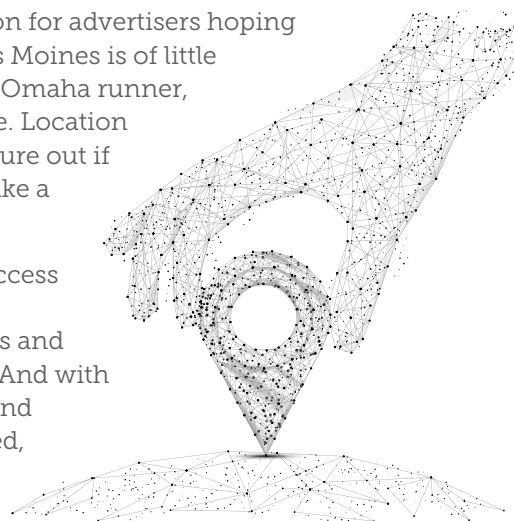 on for advertisers hoping
s Moines is of little
Omaha runner,
e. Location
ure out if
ake a
ccess
s and
And with
nd
ed,